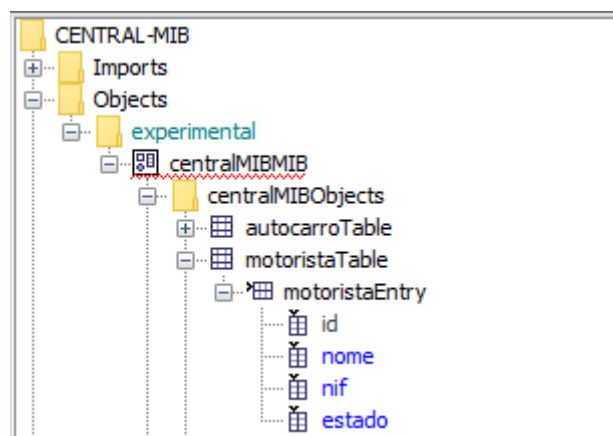 CENTRAL-MIB
Imports
Objects
experimental
centralMIBMIB
centralMIBObjects
autocarroTable
motoristaTable
motoristaEntry
id
nome
nif
estado